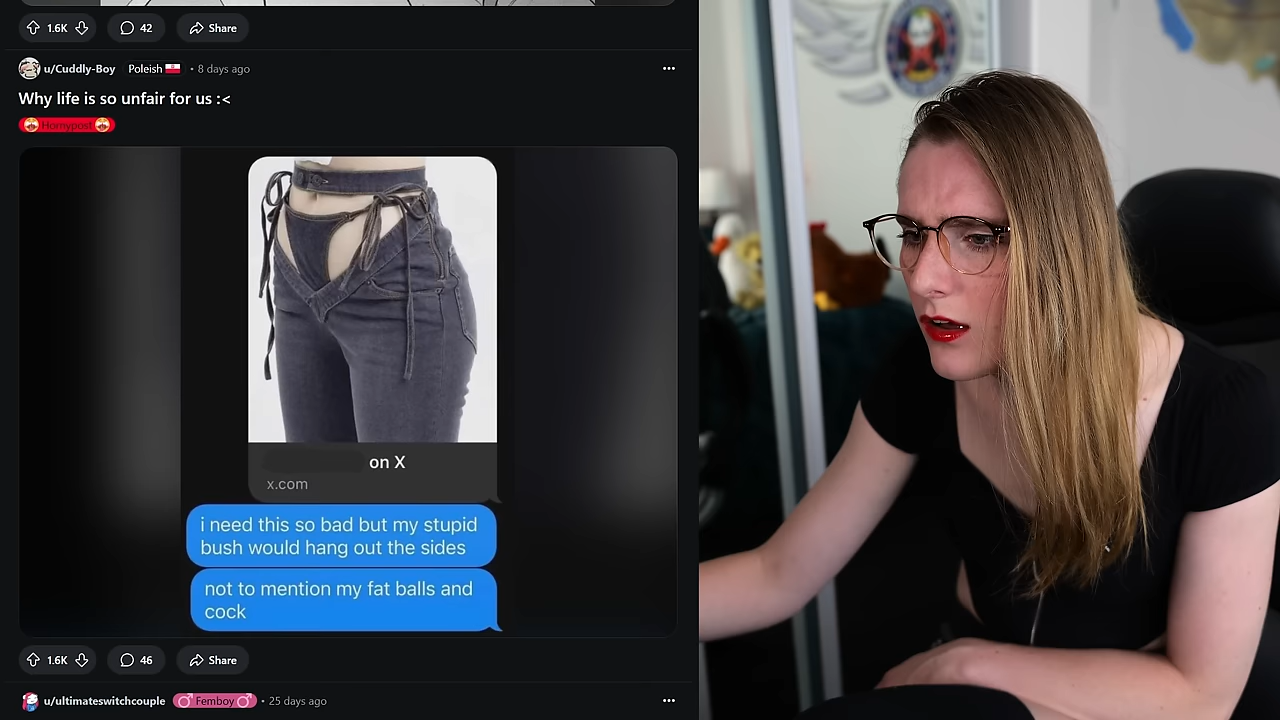 1.6K 42 Share
u/Cuddly-Boy Poleish • 8 days ago
Why life is so unfair for us :<
Hornypost
on X
x.com
i need this so bad but my stupid
bush would hang out the sides
not to mention my fat balls and
cock
1.6K 46 Share
u/ultimateswitchcouple Femboy • 25 days ago